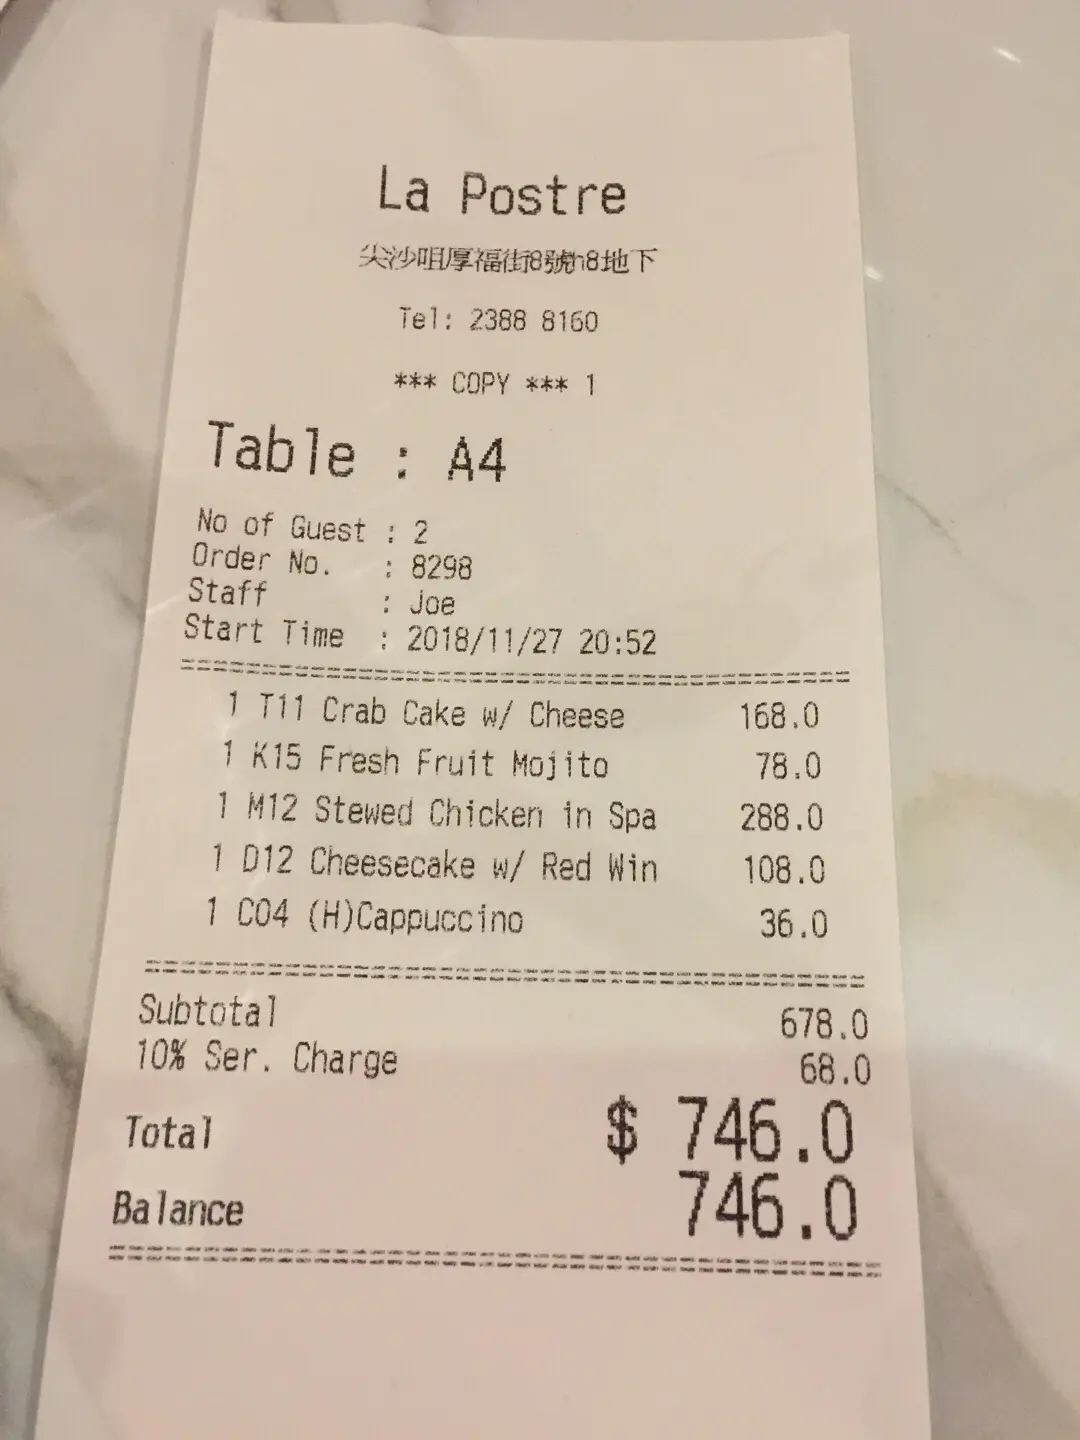 La Postre
尖沙咀厚福街8號h8地下
Tel: 2388 8160
*** COPY *** 1
Table : A4
No of Guest : 2
Order No. : 8298
Staff : Joe
Start Time : 2018/11/27 20:52
1 T11 Crab Cake w/ Cheese 168.0
1 K15 Fresh Fruit Mojito 78.0
1 M12 Stewed Chicken in Spa 288.0
1 D12 Cheesecake w/ Red Win 108.0
1 C04 (H)Cappuccino 36.0
Subtotal 678.0
10% Ser. Charge 68.0
Total $ 746.0
Balance 746.0